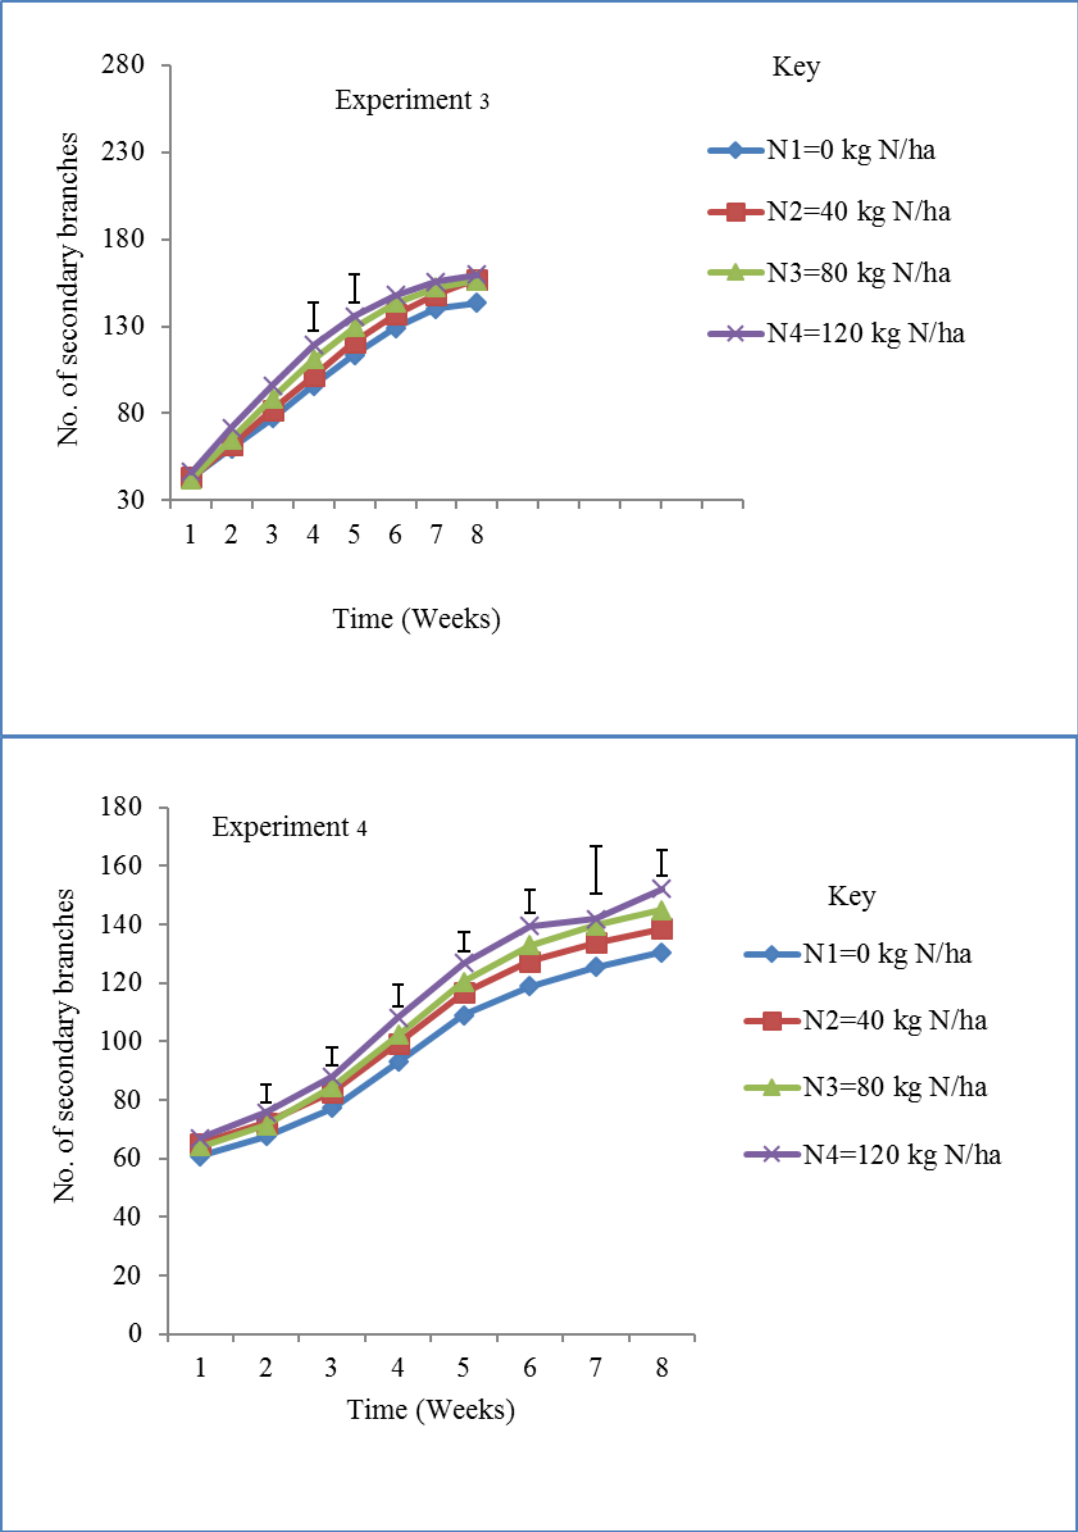 Key
Experiment 3
280
230
180
130
80
30
No. of secondary branches
N1=0 kg N/ha
N2=40 kg N/ha
N3=80 kg N/ha
N4=120 kg N/ha
1 2 3 4 5 6 7 8
Time (Weeks)
Experiment 4
180
160
140
120
100
80
60
40
20
0
No. of secondary branches
Key
N1=0 kg N/ha
N2=40 kg N/ha
N3=80 kg N/ha
N4=120 kg N/ha
1 2 3 4 5 6 7 8
Time (Weeks)